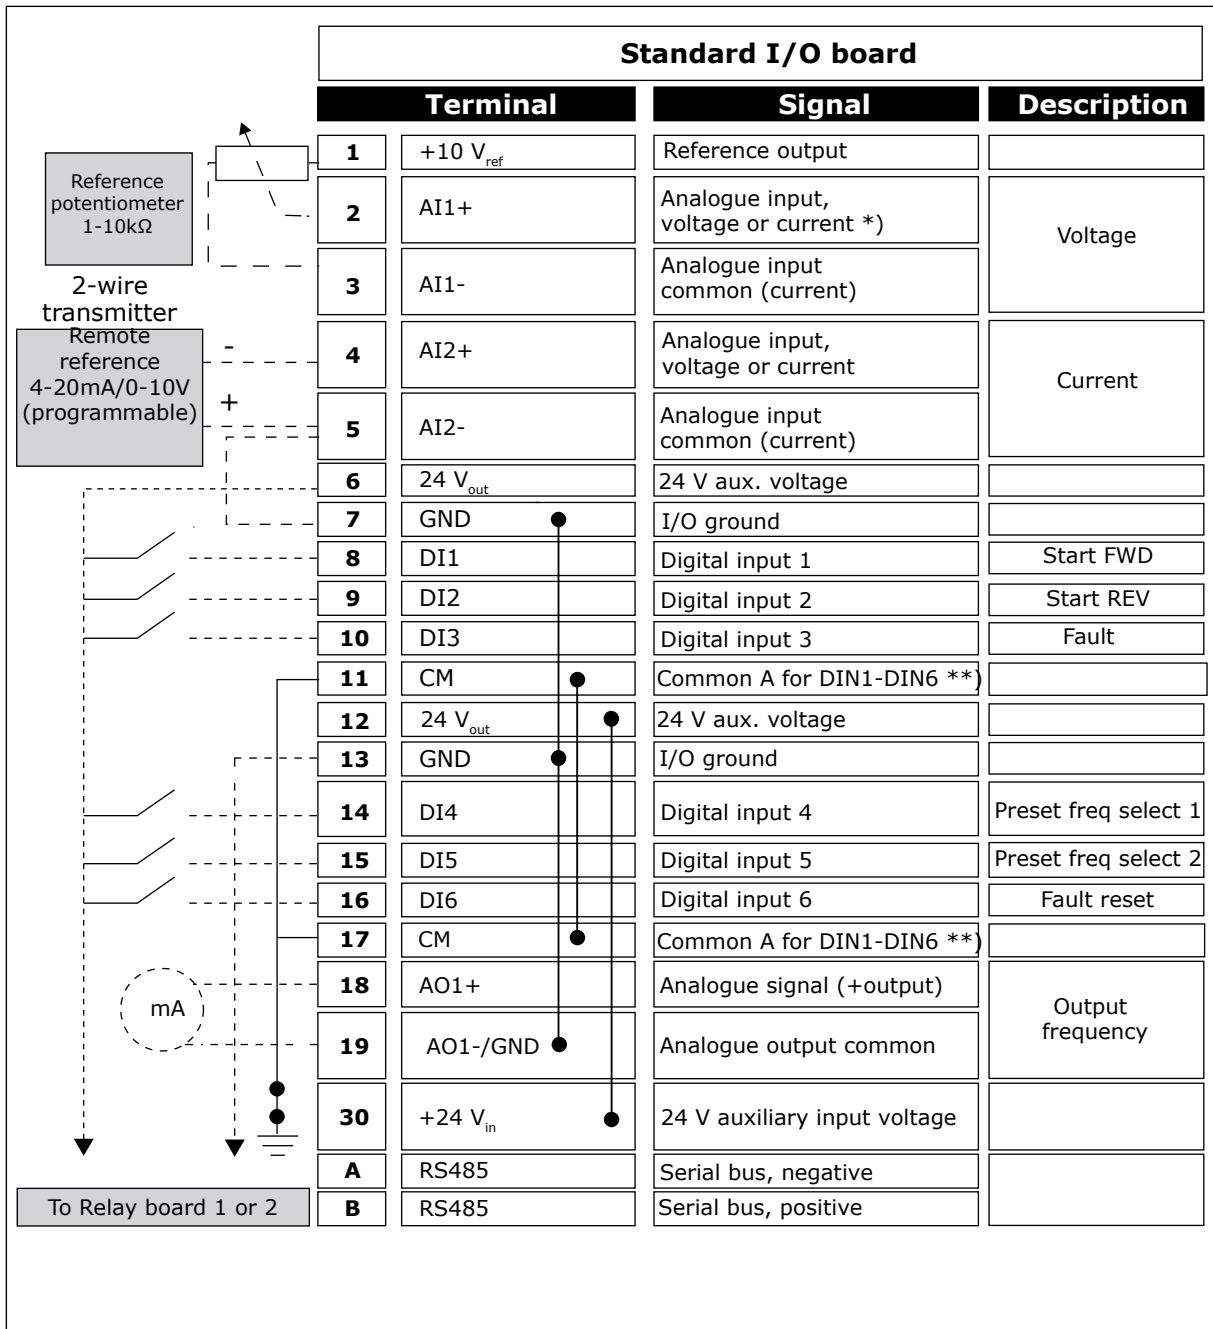 Standard I/O board
Terminal Signal Description
1 +10 Vref Reference output
Reference
potentiometer
1-10kΩ
2 AI1+ Analogue input,
voltage or current *)
Voltage
3 AI1- Analogue input
common (current)
2-wire
transmitter
Remote
reference
4-20mA/0-10V
(programmable)
-
+
4 AI2+ Analogue input,
voltage or current
Current
5 AI2- Analogue input
common (current)
6 24 Vout 24 V aux. voltage
7 GND I/O ground
8 DI1 Digital input 1 Start FWD
9 DI2 Digital input 2 Start REV
10 DI3 Digital input 3 Fault
11 CM Common A for DIN1-DIN6 **)
12 24 Vout 24 V aux. voltage
13 GND I/O ground
14 DI4 Digital input 4 Preset freq select 1
15 DI5 Digital input 5 Preset freq select 2
16 DI6 Digital input 6 Fault reset
17 CM Common A for DIN1-DIN6 **)
18 AO1+ Analogue signal (+output)
mA
Output
frequency
19 AO1-/GND Analogue output common
30 +24 Vin 24 V auxiliary input voltage
A RS485 Serial bus, negative
To Relay board 1 or 2
B RS485 Serial bus, positive